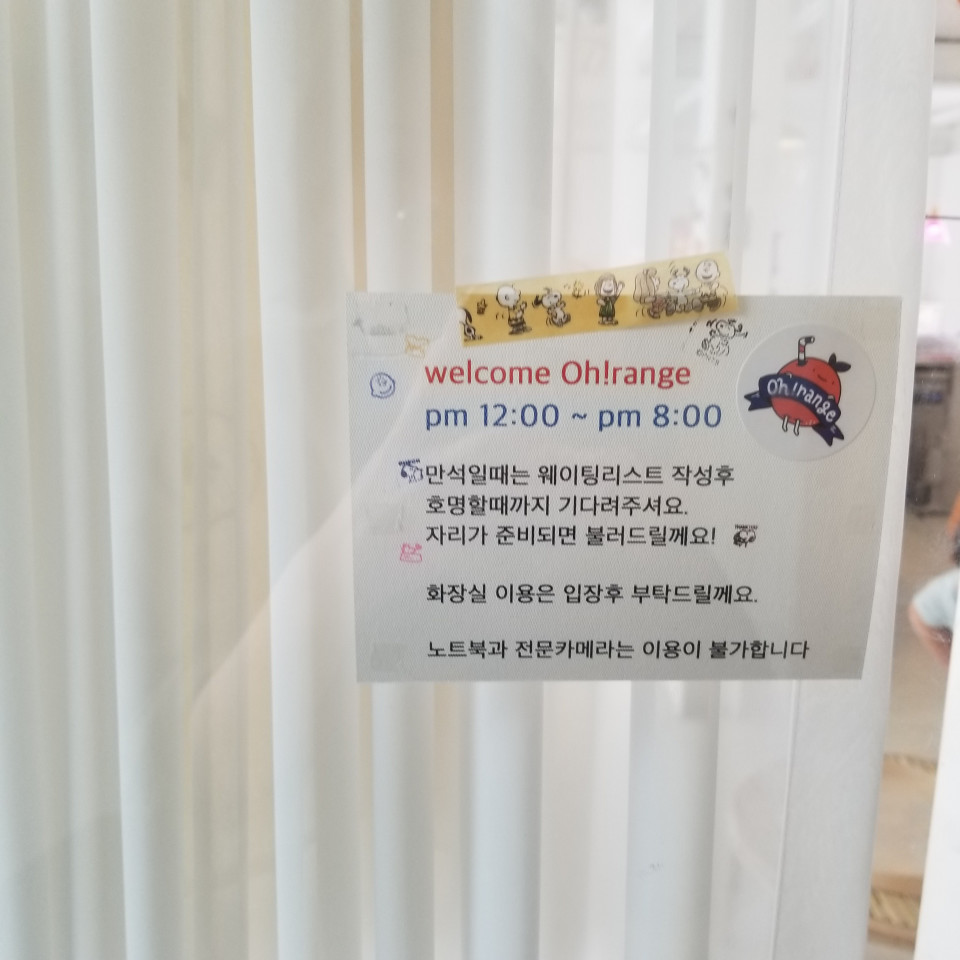 welcome Oh!range
pm 12:00 ~ pm 8:00
Oh!range
만석일때는 웨이팅리스트 작성후
호명할때까지 기다려주셔요.
자리가 준비되면 불러드릴께요!
화장실 이용은 입장후 부탁드릴께요.
노트북과 전문카메라는 이용이 불가합니다